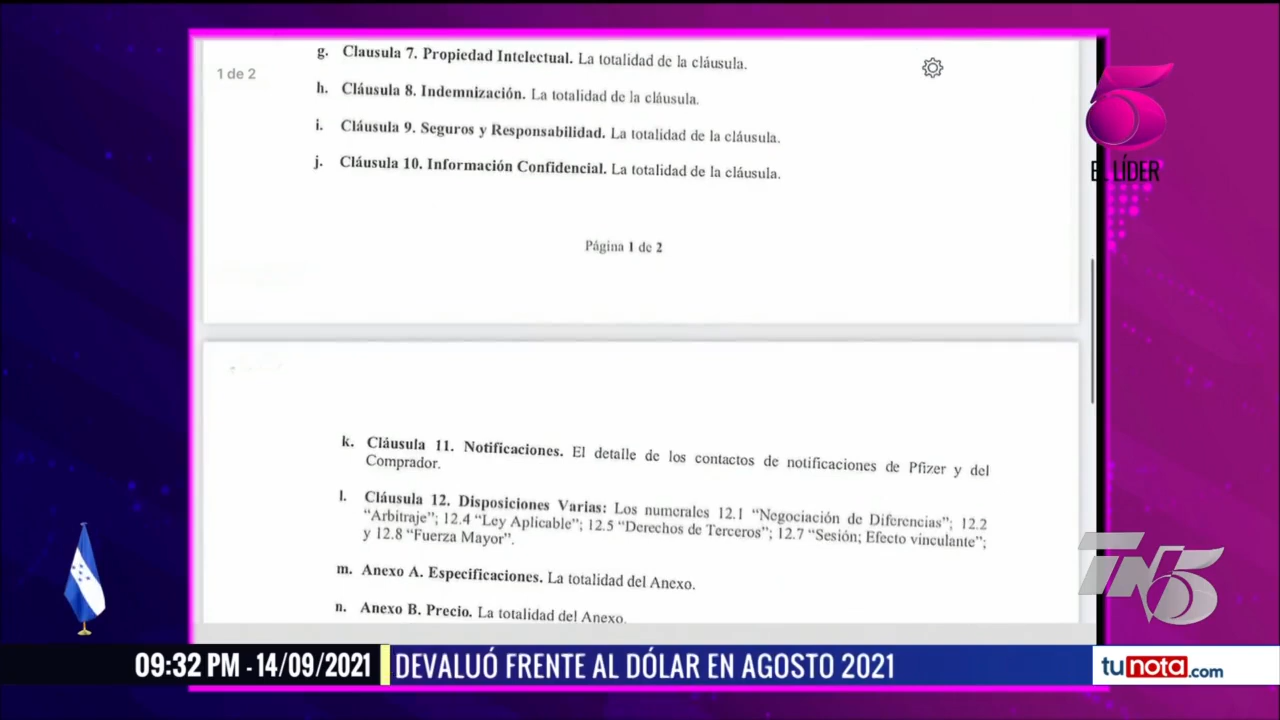 g. Clausula 7. Propiedad Intelectual. La totalidad de la cláusula.
1 de 2
h. Cláusula 8. Indemnización. La totalidad de la cláusula.
i. Cláusula 9. Seguros y Responsabilidad. La totalidad de la cláusula.
j. Cláusula 10. Información Confidencial. La totalidad de la cláusula.
5
EL LÍDER
Página 1 de 2
k. Cláusula 11. Notificaciones. El detalle de los contactos de notificaciones de Pfizer y del
Comprador.
l. Cláusula 12. Disposiciones Varias: Los numerales 12.1 “Negociación de Diferencias”; 12.2
“Arbitraje”; 12.4 “Ley Aplicable”; 12.5 “Derechos de Terceros”; 12.7 “Sesión; Efecto vinculante”;
y 12.8 “Fuerza Mayor”.
m. Anexo A. Especificaciones. La totalidad del Anexo.
n. Anexo B. Precio. La totalidad del Anexo.
TN5
09:32 PM - 14/09/2021 DEVALUÓ FRENTE AL DÓLAR EN AGOSTO 2021
tunota.com